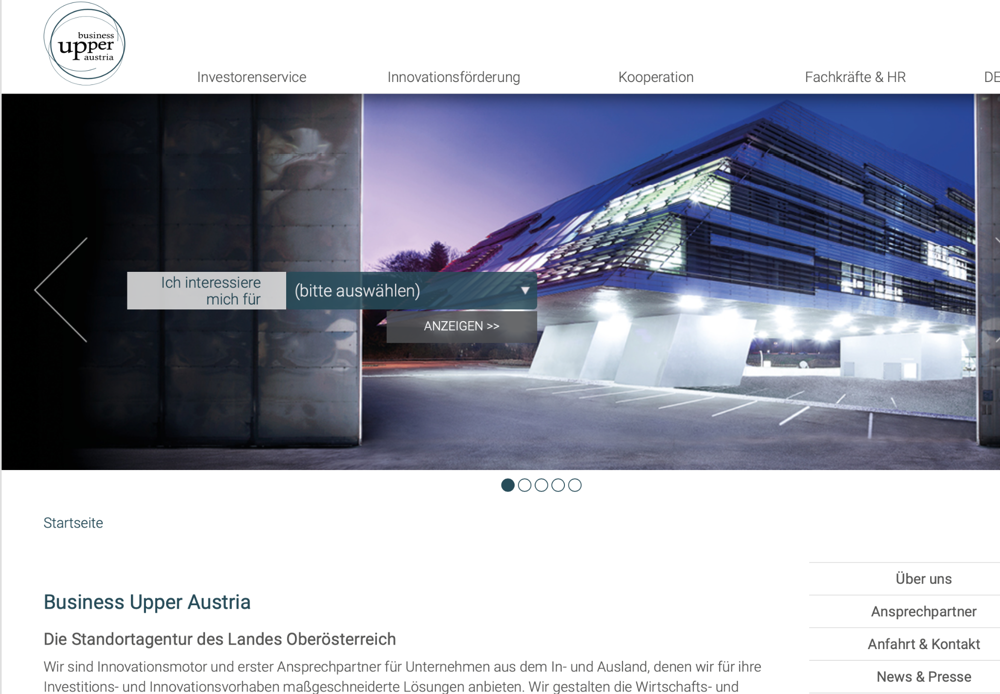 business
upper
austria
Investorenservice
Innovationsförderung
Kooperation
Fachkräfte & HR
DE
Ich interessiere
mich für
(bitte auswählen)
ANZEIGEN >>
Startseite
Business Upper Austria
Die Standortagentur des Landes Oberösterreich
Wir sind Innovationsmotor und erster Ansprechpartner für Unternehmen aus dem In- und Ausland, denen wir für ihre
Investitions- und Innovationsvorhaben maßgeschneiderte Lösungen anbieten. Wir gestalten die Wirtschafts- und
Über uns
Ansprechpartner
Anfahrt & Kontakt
News & Presse